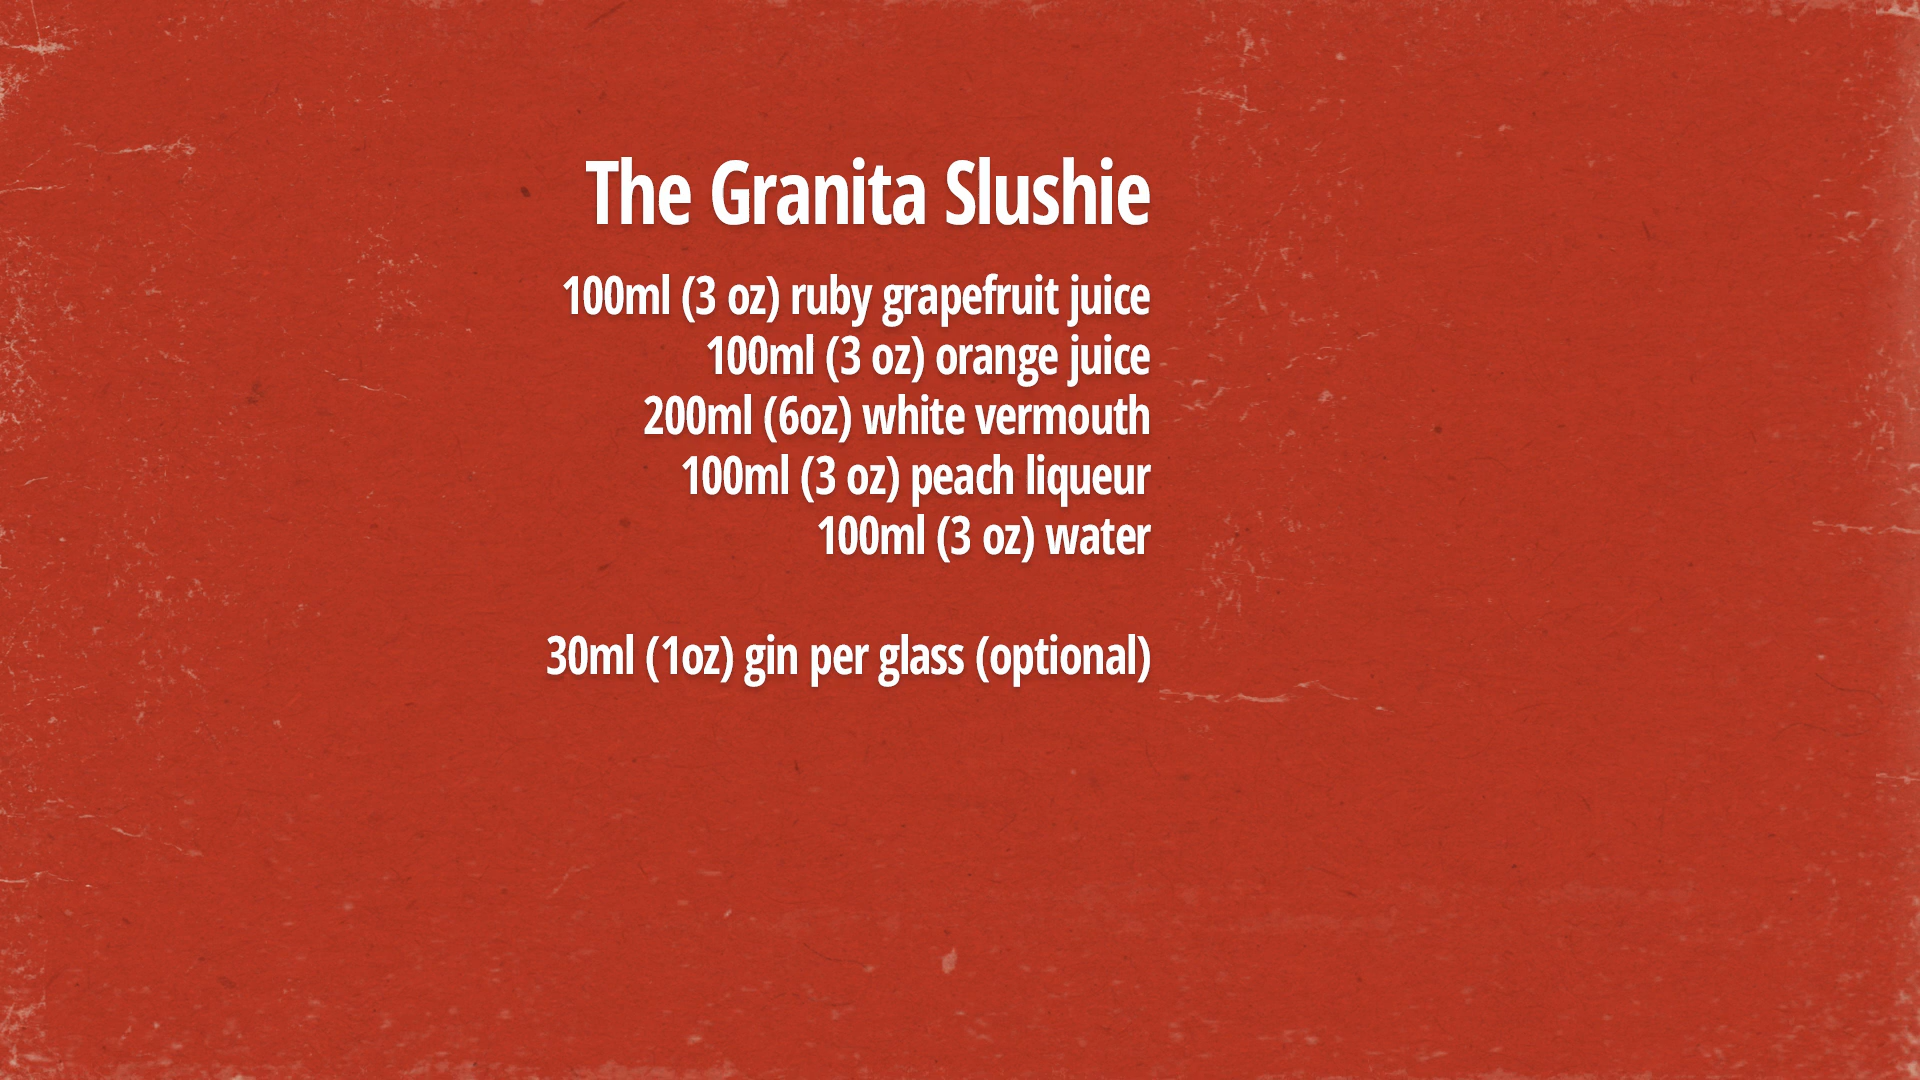 The Granita Slushie
100ml (3 oz) ruby grapefruit juice
100ml (3 oz) orange juice
200ml (6oz) white vermouth
100ml (3 oz) peach liqueur
100ml (3 oz) water
30ml (1oz) gin per glass (optional)